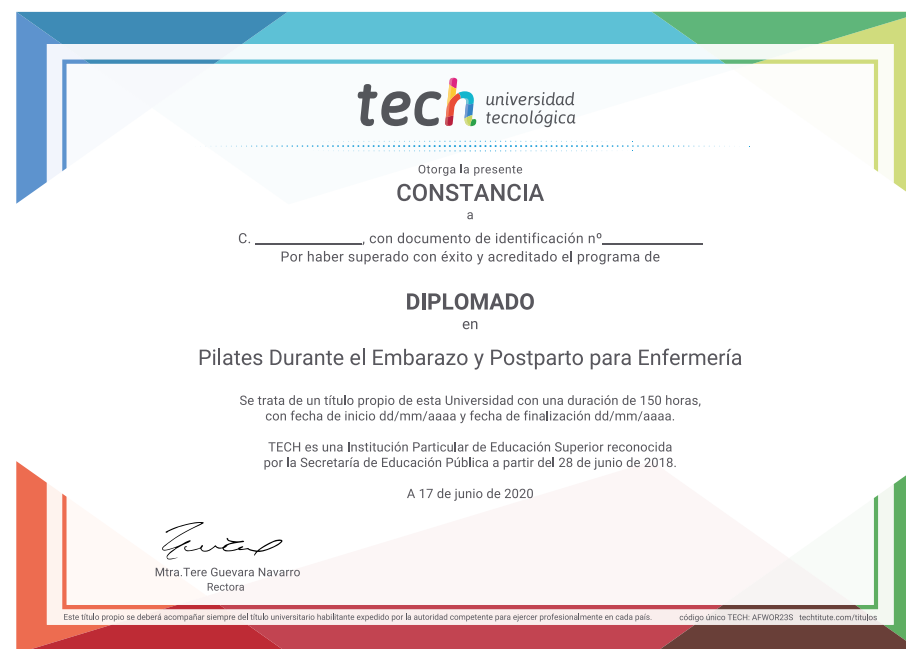 tech universidad
tecnológica
Otorga la presente
CONSTANCIA
a
C. ______________, con documento de identificación nº_____________
Por haber superado con éxito y acreditado el programa de
DIPLOMADO
en
Pilates Durante el Embarazo y Postparto para Enfermería
Se trata de un título propio de esta Universidad con una duración de 150 horas,
con fecha de inicio dd/mm/aaaa y fecha de finalización dd/mm/aaaa.
TECH es una Institución Particular de Educación Superior reconocida
por la Secretaría de Educación Pública a partir del 28 de junio de 2018.
A 17 de junio de 2020
Mtra.Tere Guevara Navarro
Rectora
Este título propio se deberá acompañar siempre del título universitario habilitante expedido por la autoridad competente para ejercer profesionalmente en cada país. código único TECH: AFWOR23S techtitute.com/titulos